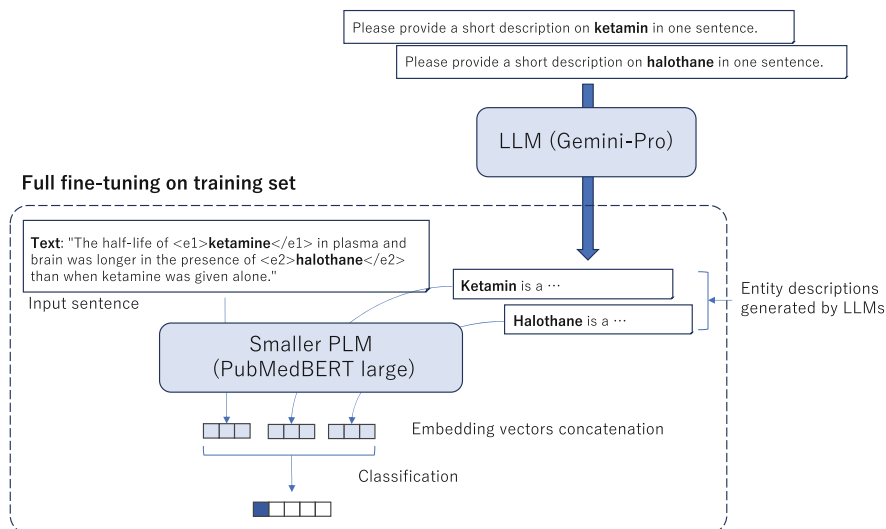 Please provide a short description on ketamin in one sentence.
Please provide a short description on halothane in one sentence.
LLM (Gemini-Pro)
Full fine-tuning on training set
Text: "The half-life of <e1>ketamine</e1> in plasma and
brain was longer in the presence of <e2>halothane</e2>
than when ketamine was given alone."
Input sentence
Ketamin is a ⋯
Halothane is a ⋯
Entity descriptions
generated by LLMs
Smaller PLM
(PubMedBERT large)
Embedding vectors concatenation
Classification